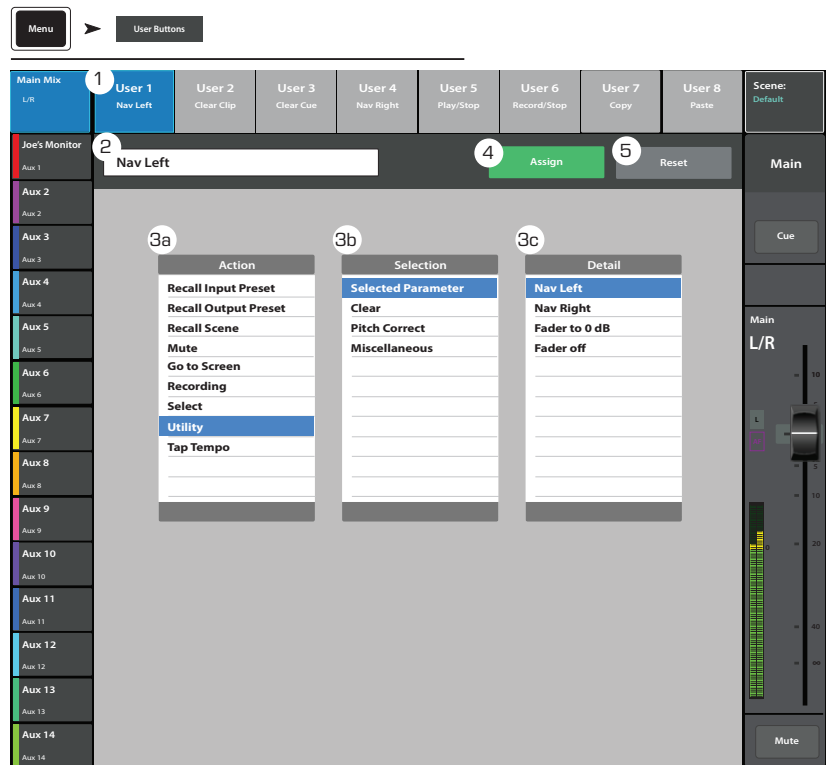 Menu
User Buttons
Main Mix
L/R
1
User 1
Nav Left
User 2
Clear Clip
User 3
Clear Cue
User 4
Nav Right
User 5
Play/Stop
User 6
Record/Stop
User 7
Copy
User 8
Paste
Scene:
Default
Joe's Monitor
Aux 1
2
Nav Left
4
Assign
5
Reset
Main
Aux 2
Aux 2
Aux 3
Aux 3
Cue
3a
3b
3c
Action
Recall Input Preset
Recall Output Preset
Recall Scene
Mute
Go to Screen
Recording
Select
Utility
Tap Tempo
Selection
Selected Parameter
Clear
Pitch Correct
Miscellaneous
Detail
Nav Left
Nav Right
Fader to 0 dB
Fader off
Aux 4
Aux 4
Aux 5
Aux 5
Aux 6
Aux 6
Aux 7
Aux 7
Aux 8
Aux 8
Aux 9
Aux 9
Aux 10
Aux 10
Aux 11
Aux 11
Aux 12
Aux 12
Aux 13
Aux 13
Aux 14
Aux 14
Main
L/R
10
L
5
10
20
40
∞
Mute